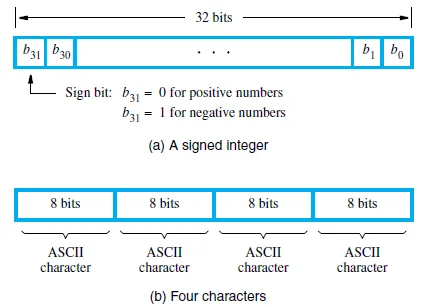 32 bits
b31 b30 . . . b1 b0
Sign bit: b31 = 0 for positive numbers
b31 = 1 for negative numbers
(a) A signed integer
8 bits 8 bits 8 bits 8 bits
ASCII ASCII ASCII ASCII
character character character character
(b) Four characters